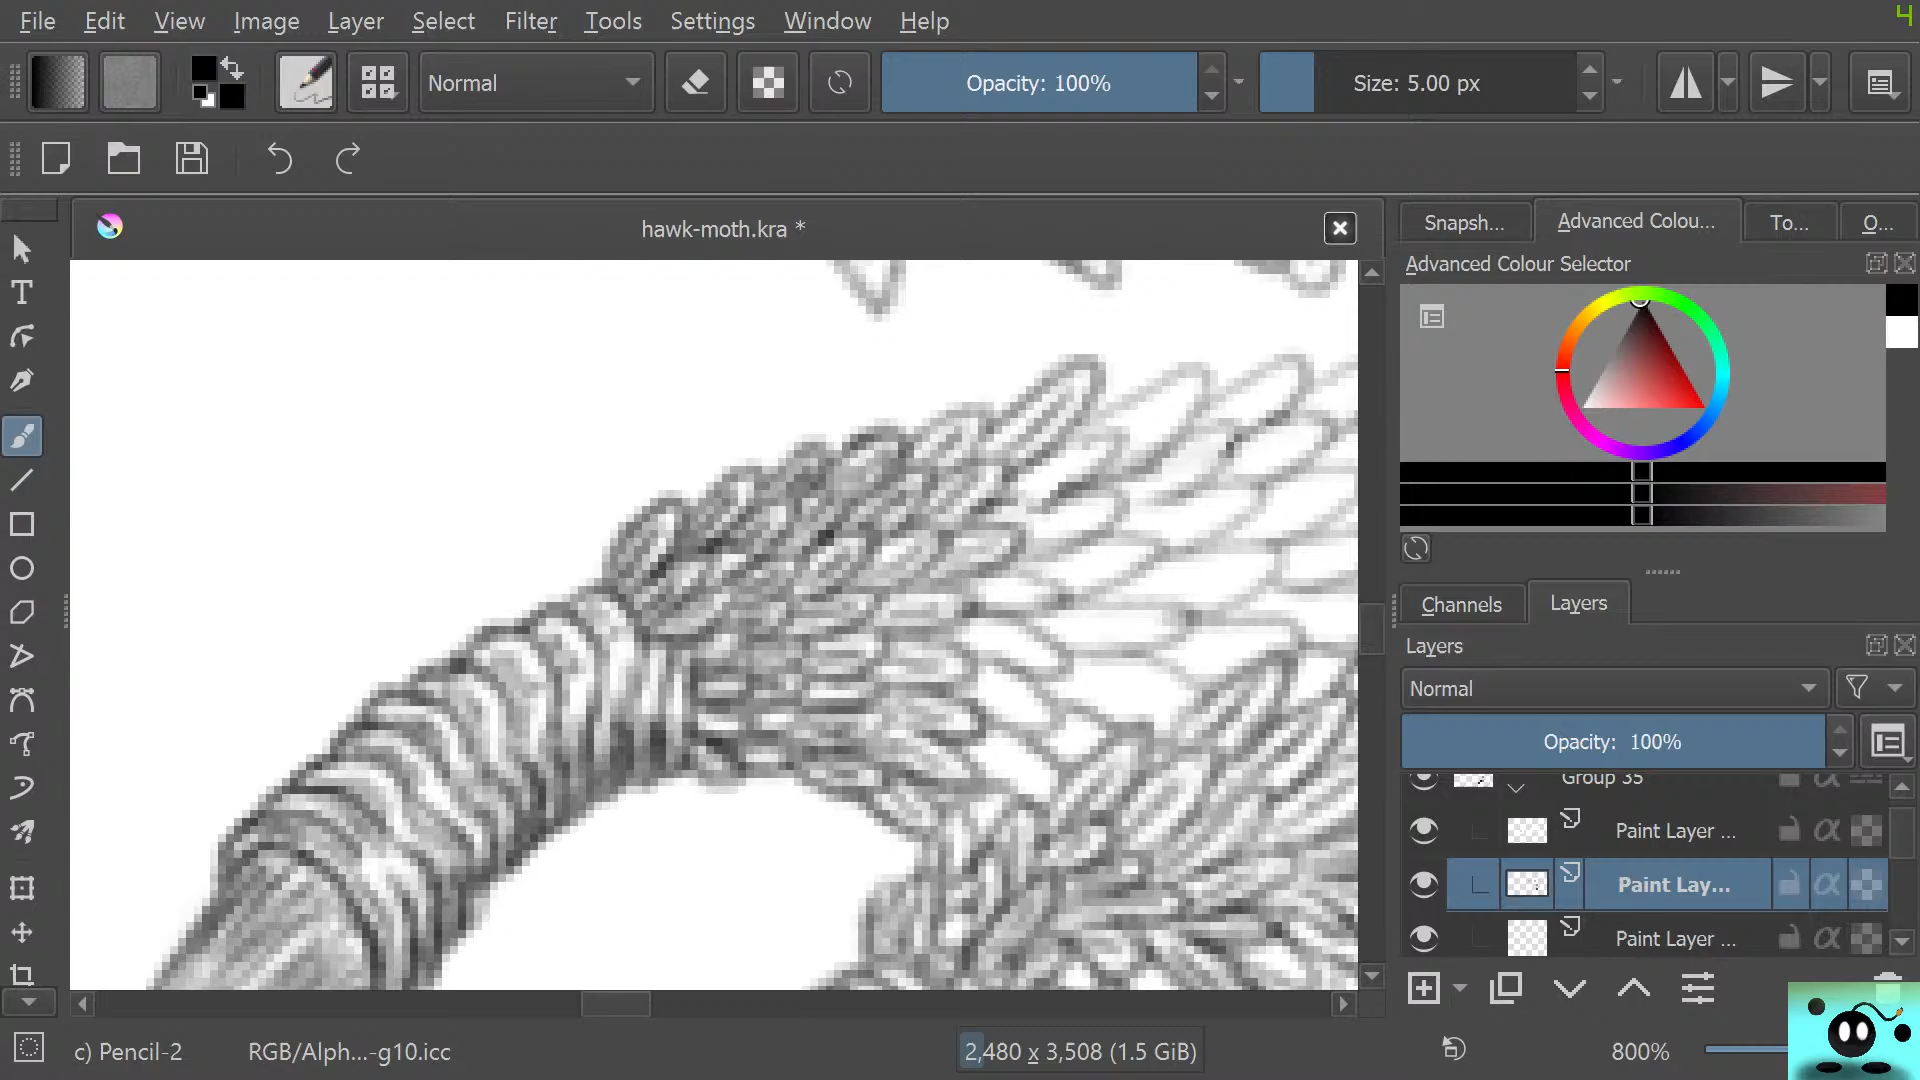 File Edit View Image Layer Select Filter Tools Settings Window Help
4
Normal
Opacity: 100%
Size: 5.00 px
hawk-moth.kra *
Snapsh... Advanced Colou... To... O...
Advanced Colour Selector
Channels Layers
Layers
Normal
Opacity: 100%
Group 35
Paint Layer ...
Paint Lay...
Paint Layer ...
c) Pencil-2 RGB/Alph...-g10.icc 2,480 x 3,508 (1.5 GiB) 800%